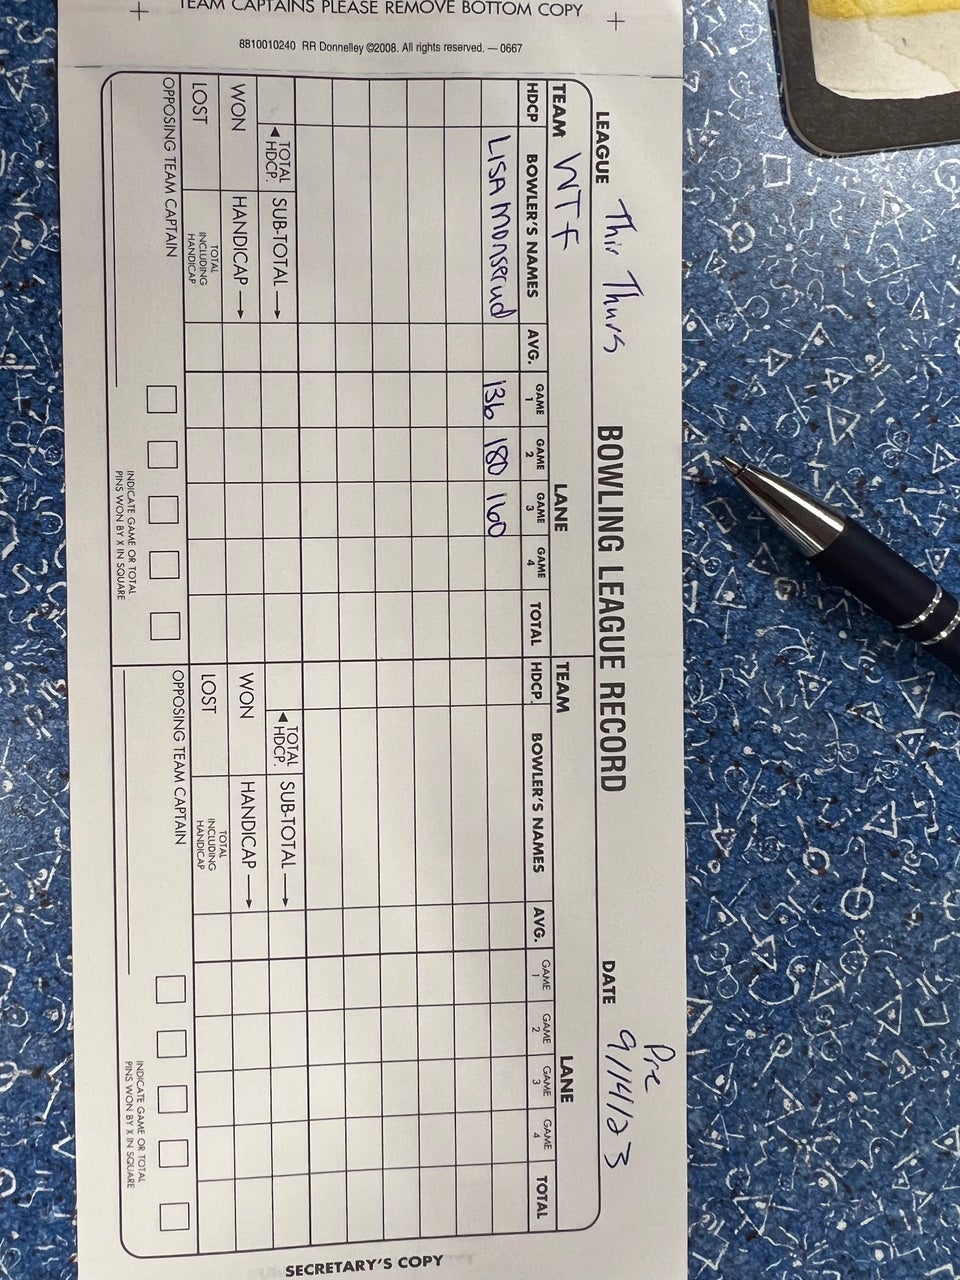 TEAM CAPTAINS PLEASE REMOVE BOTTOM COPY
8810010240 RR Donnelley ©2008. All rights reserved. — 0667
Pre
LEAGUE Thir Thurs BOWLING LEAGUE RECORD DATE 9/14/23
TEAM WTF LANE TEAM LANE
HDCP BOWLER'S NAMES AVG. GAME 1 GAME 2 GAME 3 GAME 4 TOTAL HDCP. BOWLER'S NAMES AVG. GAME 1 GAME 2 GAME 3 GAME 4 TOTAL
LISA Monserud 136 180 160
◄ TOTAL HDCP. SUB-TOTAL → ◄ TOTAL HDCP. SUB-TOTAL →
WON HANDICAP → WON HANDICAP →
LOST TOTAL INCLUDING HANDICAP LOST TOTAL INCLUDING HANDICAP
OPPOSING TEAM CAPTAIN OPPOSING TEAM CAPTAIN
INDICATE GAME OR TOTAL INDICATE GAME OR TOTAL
PINS WON BY X IN SQUARE PINS WON BY X IN SQUARE
SECRETARY'S COPY